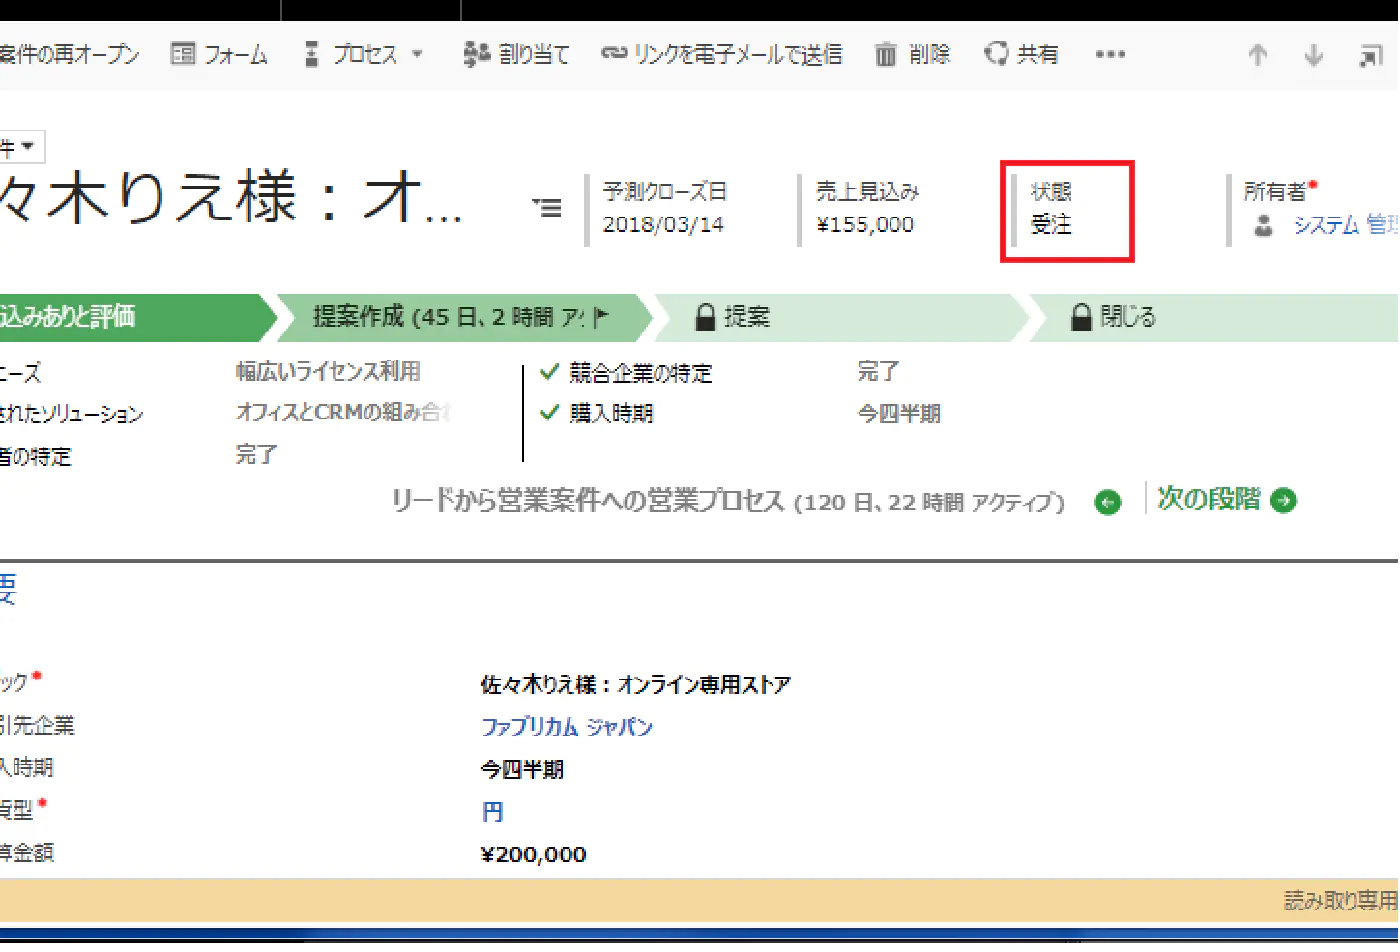 案件の再オープン フォーム プロセス 割り当て リンクを電子メールで送信 削除 共有
件
々木りえ様：オ...
予測クローズ日
2018/03/14
売上見込み
¥155,000
状態
受注
所有者*
システム 管理
込みありと評価
提案作成 (45 日、2 時間 ア
提案
閉じる
ニーズ 幅広いライセンス利用
されたソリューション オフィスとCRMの組み合わ
者の特定 完了
競合企業の特定 完了
購入時期 今四半期
リードから営業案件への営業プロセス (120 日、22 時間 アクティブ)
次の段階
要
ック* 佐々木りえ様：オンライン専用ストア
引先企業 ファブリカム ジャパン
入時期 今四半期
貨型* 円
算金額 ¥200,000
読み取り専用